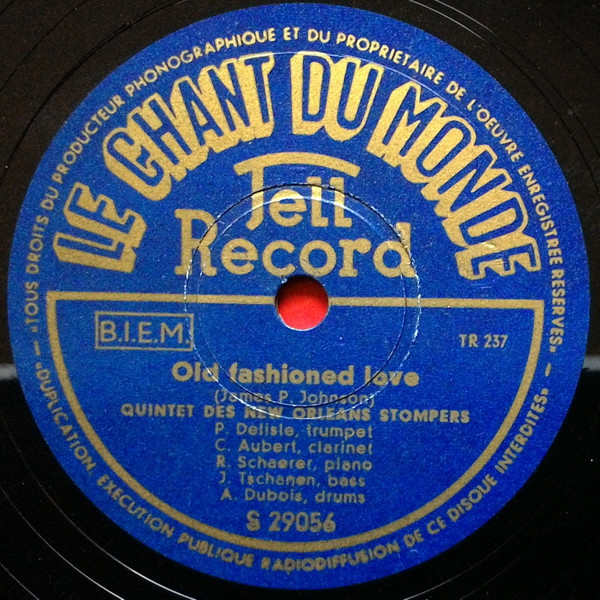 «TOUS DROITS DU PRODUCTEUR PHONOGRAPHIQUE ET DU PROPRIETAIRE DE L'OEUVRE ENREGISTREE RESERVES»
LE CHANT DU MONDE
Tell
Record
B.I.E.M.
TR 237
Old fashioned love
(James P. Johnson)
QUINTET DES NEW ORLEANS STOMPERS
P. Delisle, trumpet
C. Aubert, clarinet
R. Schaerer, piano
J. Tschanen, bass
A. Dubois, drums
S 29056
«DUPLICATION, EXECUTION PUBLIQUE RADIODIFFUSION DE CE DISQUE INTERDITES»